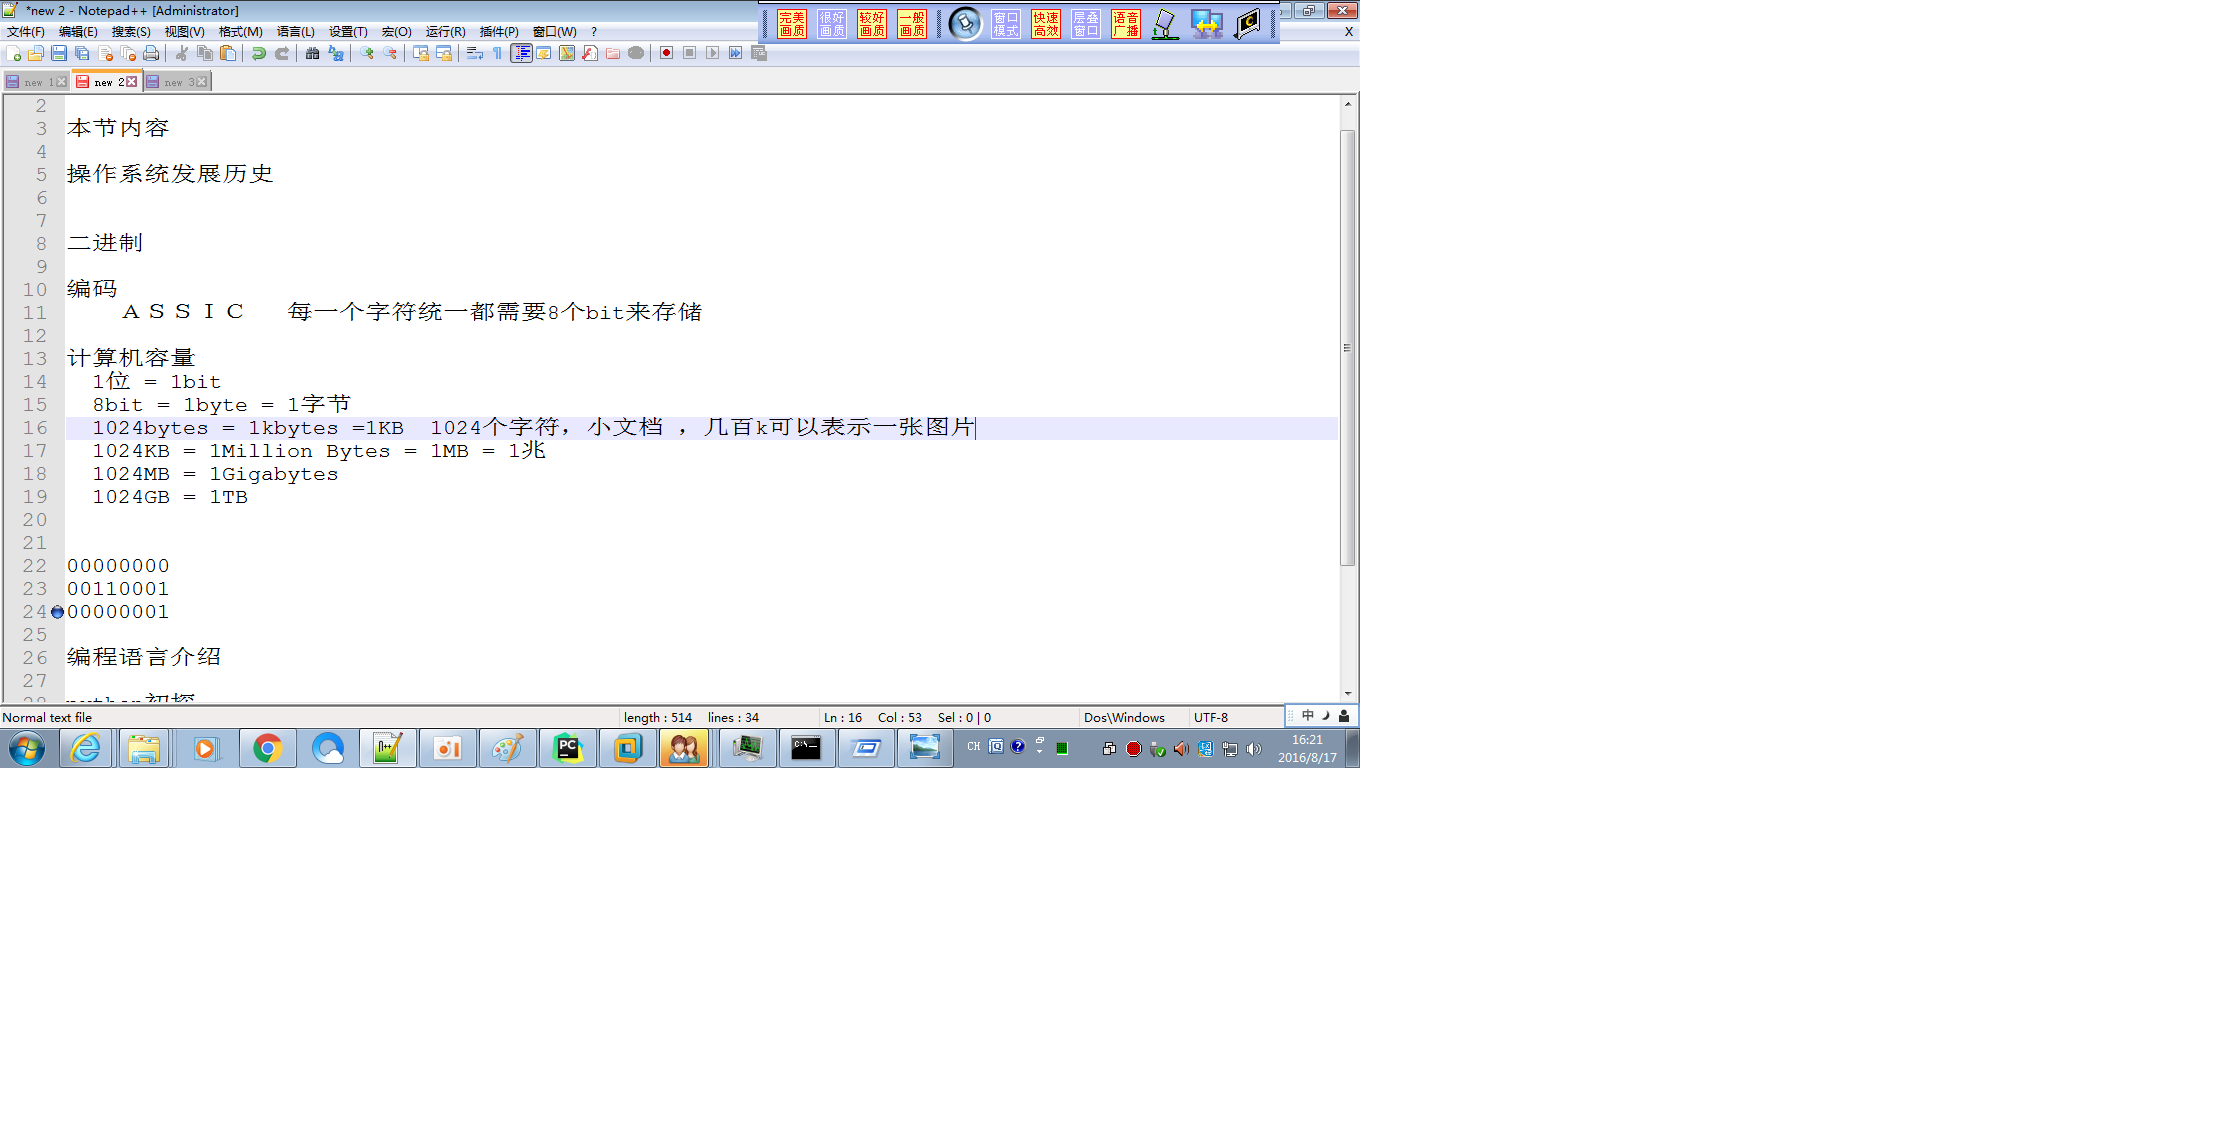 *new 2 - Notepad++ [Administrator]
完美画质 很好画质 较好画质 一般画质 窗口模式 快速高效 层叠窗口 语音广播
文件(F) 编辑(E) 搜索(S) 视图(V) 格式(M) 语言(L) 设置(T) 宏(O) 运行(R) 插件(P) 窗口(W) ? X
new 1 new 2 new 3
2
3 本节内容
4
5 操作系统发展历史
6
7
8 二进制
9
10 编码
11 ＡＳＳＩＣ 每一个字符统一都需要8个bit来存储
12
13 计算机容量
14 1位 = 1bit
15 8bit = 1byte = 1字节
16 1024bytes = 1kbytes =1KB 1024个字符，小文档 ，几百k可以表示一张图片
17 1024KB = 1Million Bytes = 1MB = 1兆
18 1024MB = 1Gigabytes
19 1024GB = 1TB
20
21
22 00000000
23 00110001
24 00000001
25
26 编程语言介绍
27
28 python初探
Normal text file length : 514 lines : 34 Ln : 16 Col : 53 Sel : 0 | 0 Dos\Windows UTF-8 中
CH 16:21
2016/8/17